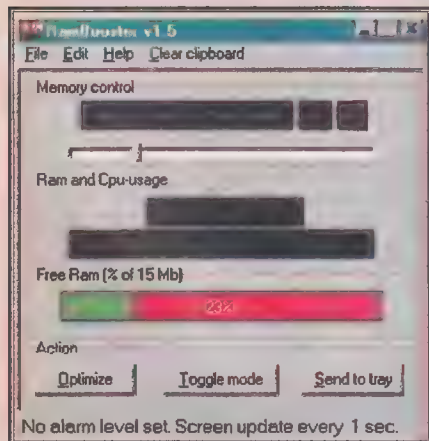 RamBooster v1.5
File Edit Help Clear clipboard
Memory control
Ram and Cpu-usage
Free Ram (% of 15 Mb)
Action
Optimize Toggle mode Send to tray
No alarm level set. Screen update every 1 sec.